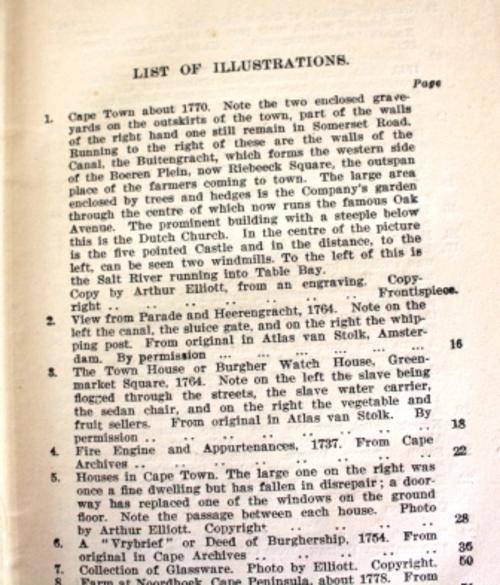 LIST OF ILLUSTRATIONS.
Page
1. Cape Town about 1770. Note the two enclosed grave-
yards on the outskirts of the town, part of the walls
of the right hand one still remain in Somerset Road.
Running to the right of these are the walls of the
Canal, the Buitengracht, which forms the western side
of the Boeren Plein, now Riebeeck Square, the outspan
place of the farmers coming to town. The large area
enclosed by trees and hedges is the Company's garden
through the centre of which now runs the famous Oak
Avenue. The prominent building with a steeple below
this is the Dutch Church. In the centre of the picture
is the five pointed Castle and in the distance, to the
left, can be seen two windmills. To the left of this is
the Salt River running into Table Bay.
Copy by Arthur Elliott, from an engraving. Copy-
right .. .. .. .. .. .. .. Frontispiece.
2. View from Parade and Heerengracht, 1764. Note on the
left the canal, the sluice gate, and on the right the whip-
ping post. From original in Atlas van Stolk, Amster-
dam. By permission ... ... ... ... ... 16
3. The Town House or Burgher Watch House, Green-
market Square, 1764. Note on the left the slave being
flogged through the streets, the slave water carrier,
the sedan chair, and on the right the vegetable and
fruit sellers. From original in Atlas van Stolk. By
permission .. .. .. .. .. .. .. .. 18
4. Fire Engine and Appurtenances, 1737. From Cape
Archives .. .. .. .. .. .. .. .. 22
5. Houses in Cape Town. The large one on the right was
once a fine dwelling but has fallen in disrepair; a door-
way has replaced one of the windows on the ground
floor. Note the passage between each house. Photo
by Arthur Elliott. Copyright .. .. .. .. 28
6. A "Vrybrief" or Deed of Burghership, 1754. From
original in Cape Archives .. .. .. .. .. 36
7. Collection of Glassware. Photo by Elliott. Copyright. 50
8. Farm at Noordhoek, Cape Peninsula, about 1778. From